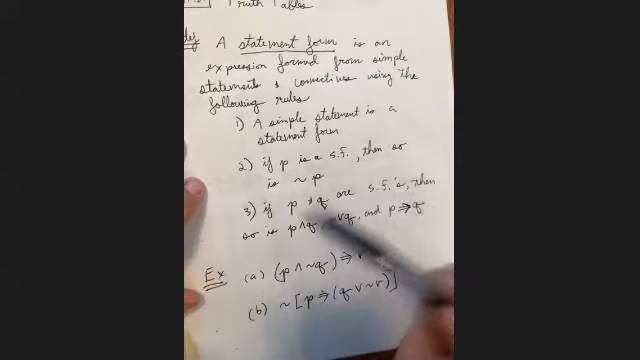 Truth Tables
Def A statement form is an
expression formed from simple
statements & connectives using the
following rules
1) A simple statement is a
statement form
2) if p is a s.f., then so
is ~p
3) if p & q are s.f.'s, then
so is p∧q, ∨q, and p ⇒ q
Ex (a) (p ∧ ~q) ⇒ r
(b) ~[p ⇒ (q ∨ ~r)]